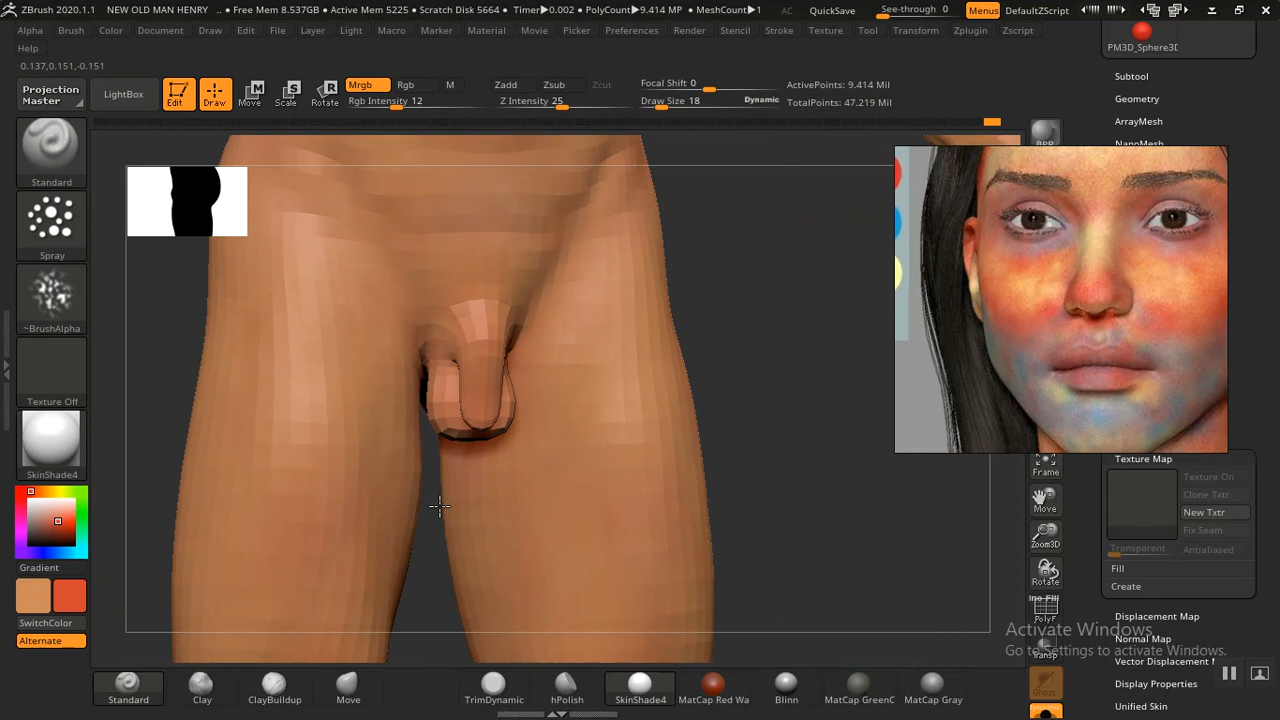 ZBrush 2020.1.1 NEW OLD MAN HENRY .. ● Free Mem 8.537GB ● Active Mem 5225 ● Scratch Disk 5664 ● Timer▶0.002 ● PolyCount▶9.414 MP ● MeshCount▶1 AC QuickSave See-through 0 Menus DefaultZScript
Alpha Brush Color Document Draw Edit File Layer Light Macro Marker Material Movie Picker Preferences Render Stencil Stroke Texture Tool Transform Zplugin Zscript
Help
PM3D_Sphere3D
0.137,0.151,-0.151
Projection Master
LightBox
Edit Draw Move Scale Rotate
Mrgb Rgb M
Rgb Intensity 12
Zadd Zsub Zcut
Z Intensity 25
Focal Shift 0
Draw Size 18 Dynamic
ActivePoints: 9.414 Mil
TotalPoints: 47.219 Mil
Subtool
Geometry
ArrayMesh
NanoMesh
BPR
Standard
Spray
~BrushAlpha
Texture Off
SkinShade4
Gradient
SwitchColor
Alternate
Frame
Move
Zoom3D
Rotate
PolyF
Transp
Ghost
Texture Map
Texture On
Clone Txtr
New Txtr
Fix Seam
Transparent Antialiased
Fill
Create
Displacement Map
Normal Map
Vector Displacement M
Display Properties
Unified Skin
Activate Windows
Go to Settings to activate Windows.
Standard Clay ClayBuildup Move TrimDynamic hPolish SkinShade4 MatCap Red Wa Blinn MatCap GreenC MatCap Gray